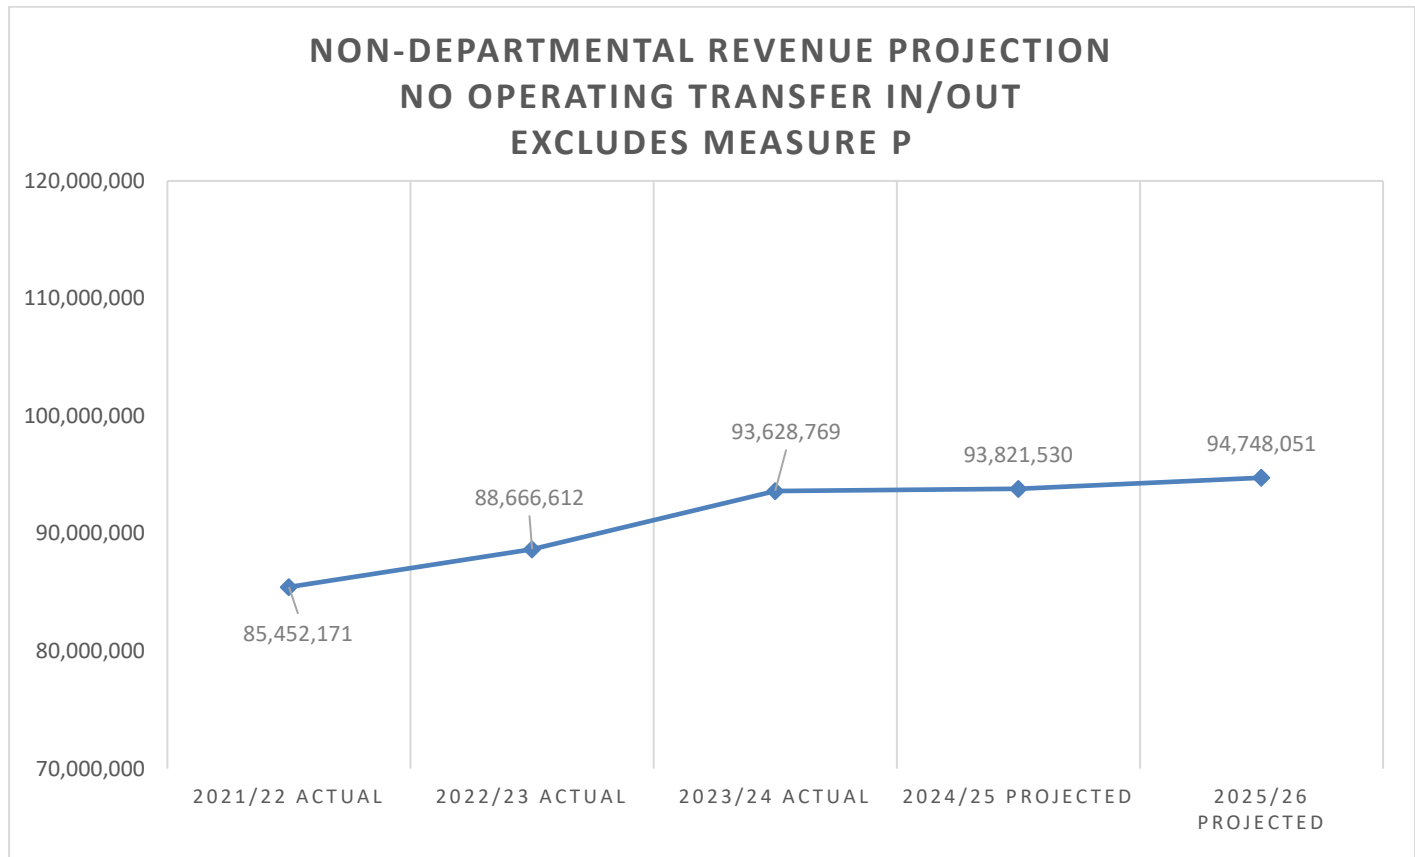 NON-DEPARTMENTAL REVENUE PROJECTION
NO OPERATING TRANSFER IN/OUT
EXCLUDES MEASURE P
120,000,000
110,000,000
100,000,000
90,000,000
80,000,000
70,000,000
85,452,171
88,666,612
93,628,769
93,821,530
94,748,051
2021/22 ACTUAL
2022/23 ACTUAL
2023/24 ACTUAL
2024/25 PROJECTED
2025/26
PROJECTED